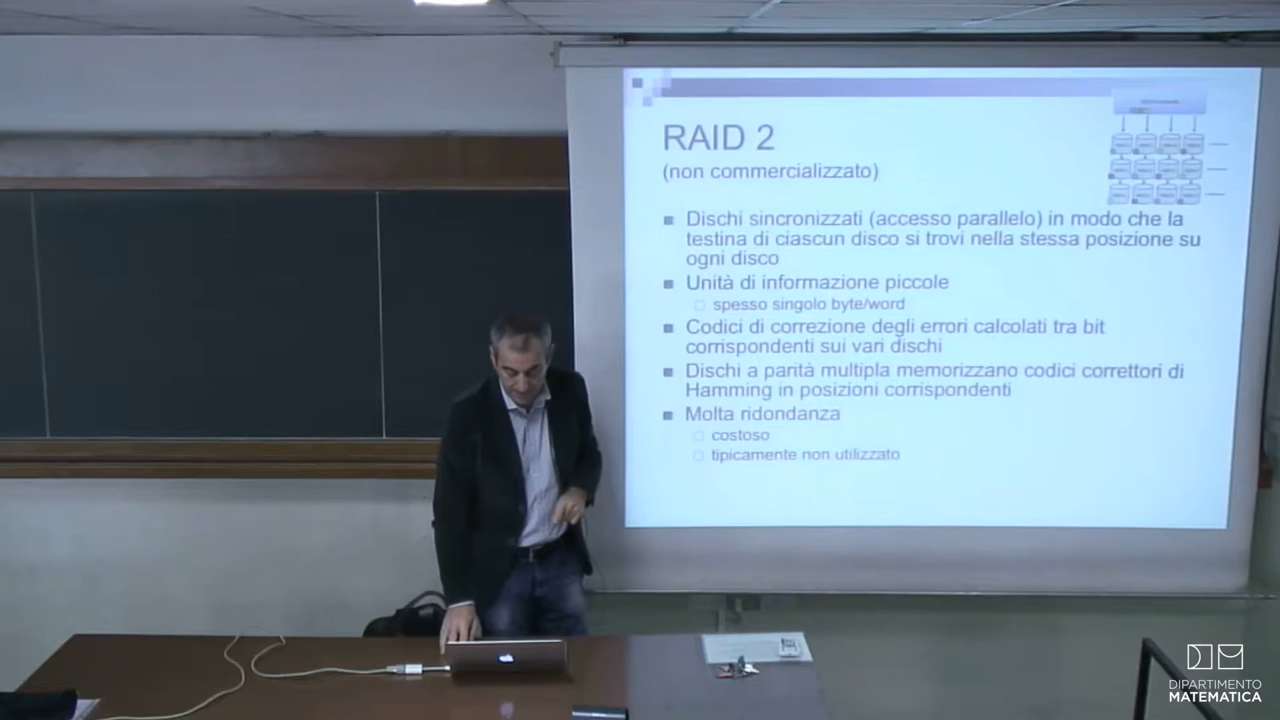 RAID 2
(non commercializzato)
Dischi sincronizzati (accesso parallelo) in modo che la
testina di ciascun disco si trovi nella stessa posizione su
ogni disco
Unità di informazione piccole
spesso singolo byte/word
Codici di correzione degli errori calcolati tra bit
corrispondenti sui vari dischi
Dischi a parità multipla memorizzano codici correttori di
Hamming in posizioni corrispondenti
Molta ridondanza
costoso
tipicamente non utilizzato
DIPARTIMENTO
MATEMATICA